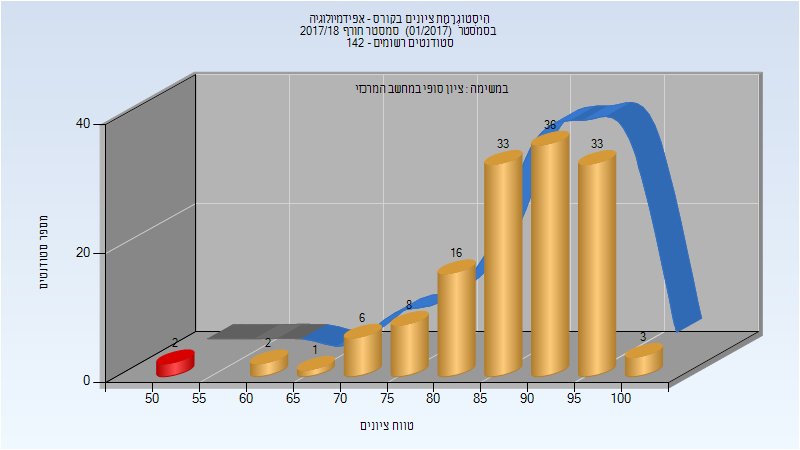 היסטוגרמת ציונים בקורס - אפידמיולוגיה
בסמסטר (01/2017) סמסטר חורף 2017/18
סטודנטים רשומים - 142
במשימה : ציון סופי במחשב המרכזי
מספר סטודנטים
40
20
0
2
2
1
6
8
16
33
36
33
3
50 55 60 65 70 75 80 85 90 95 100
טווח ציונים